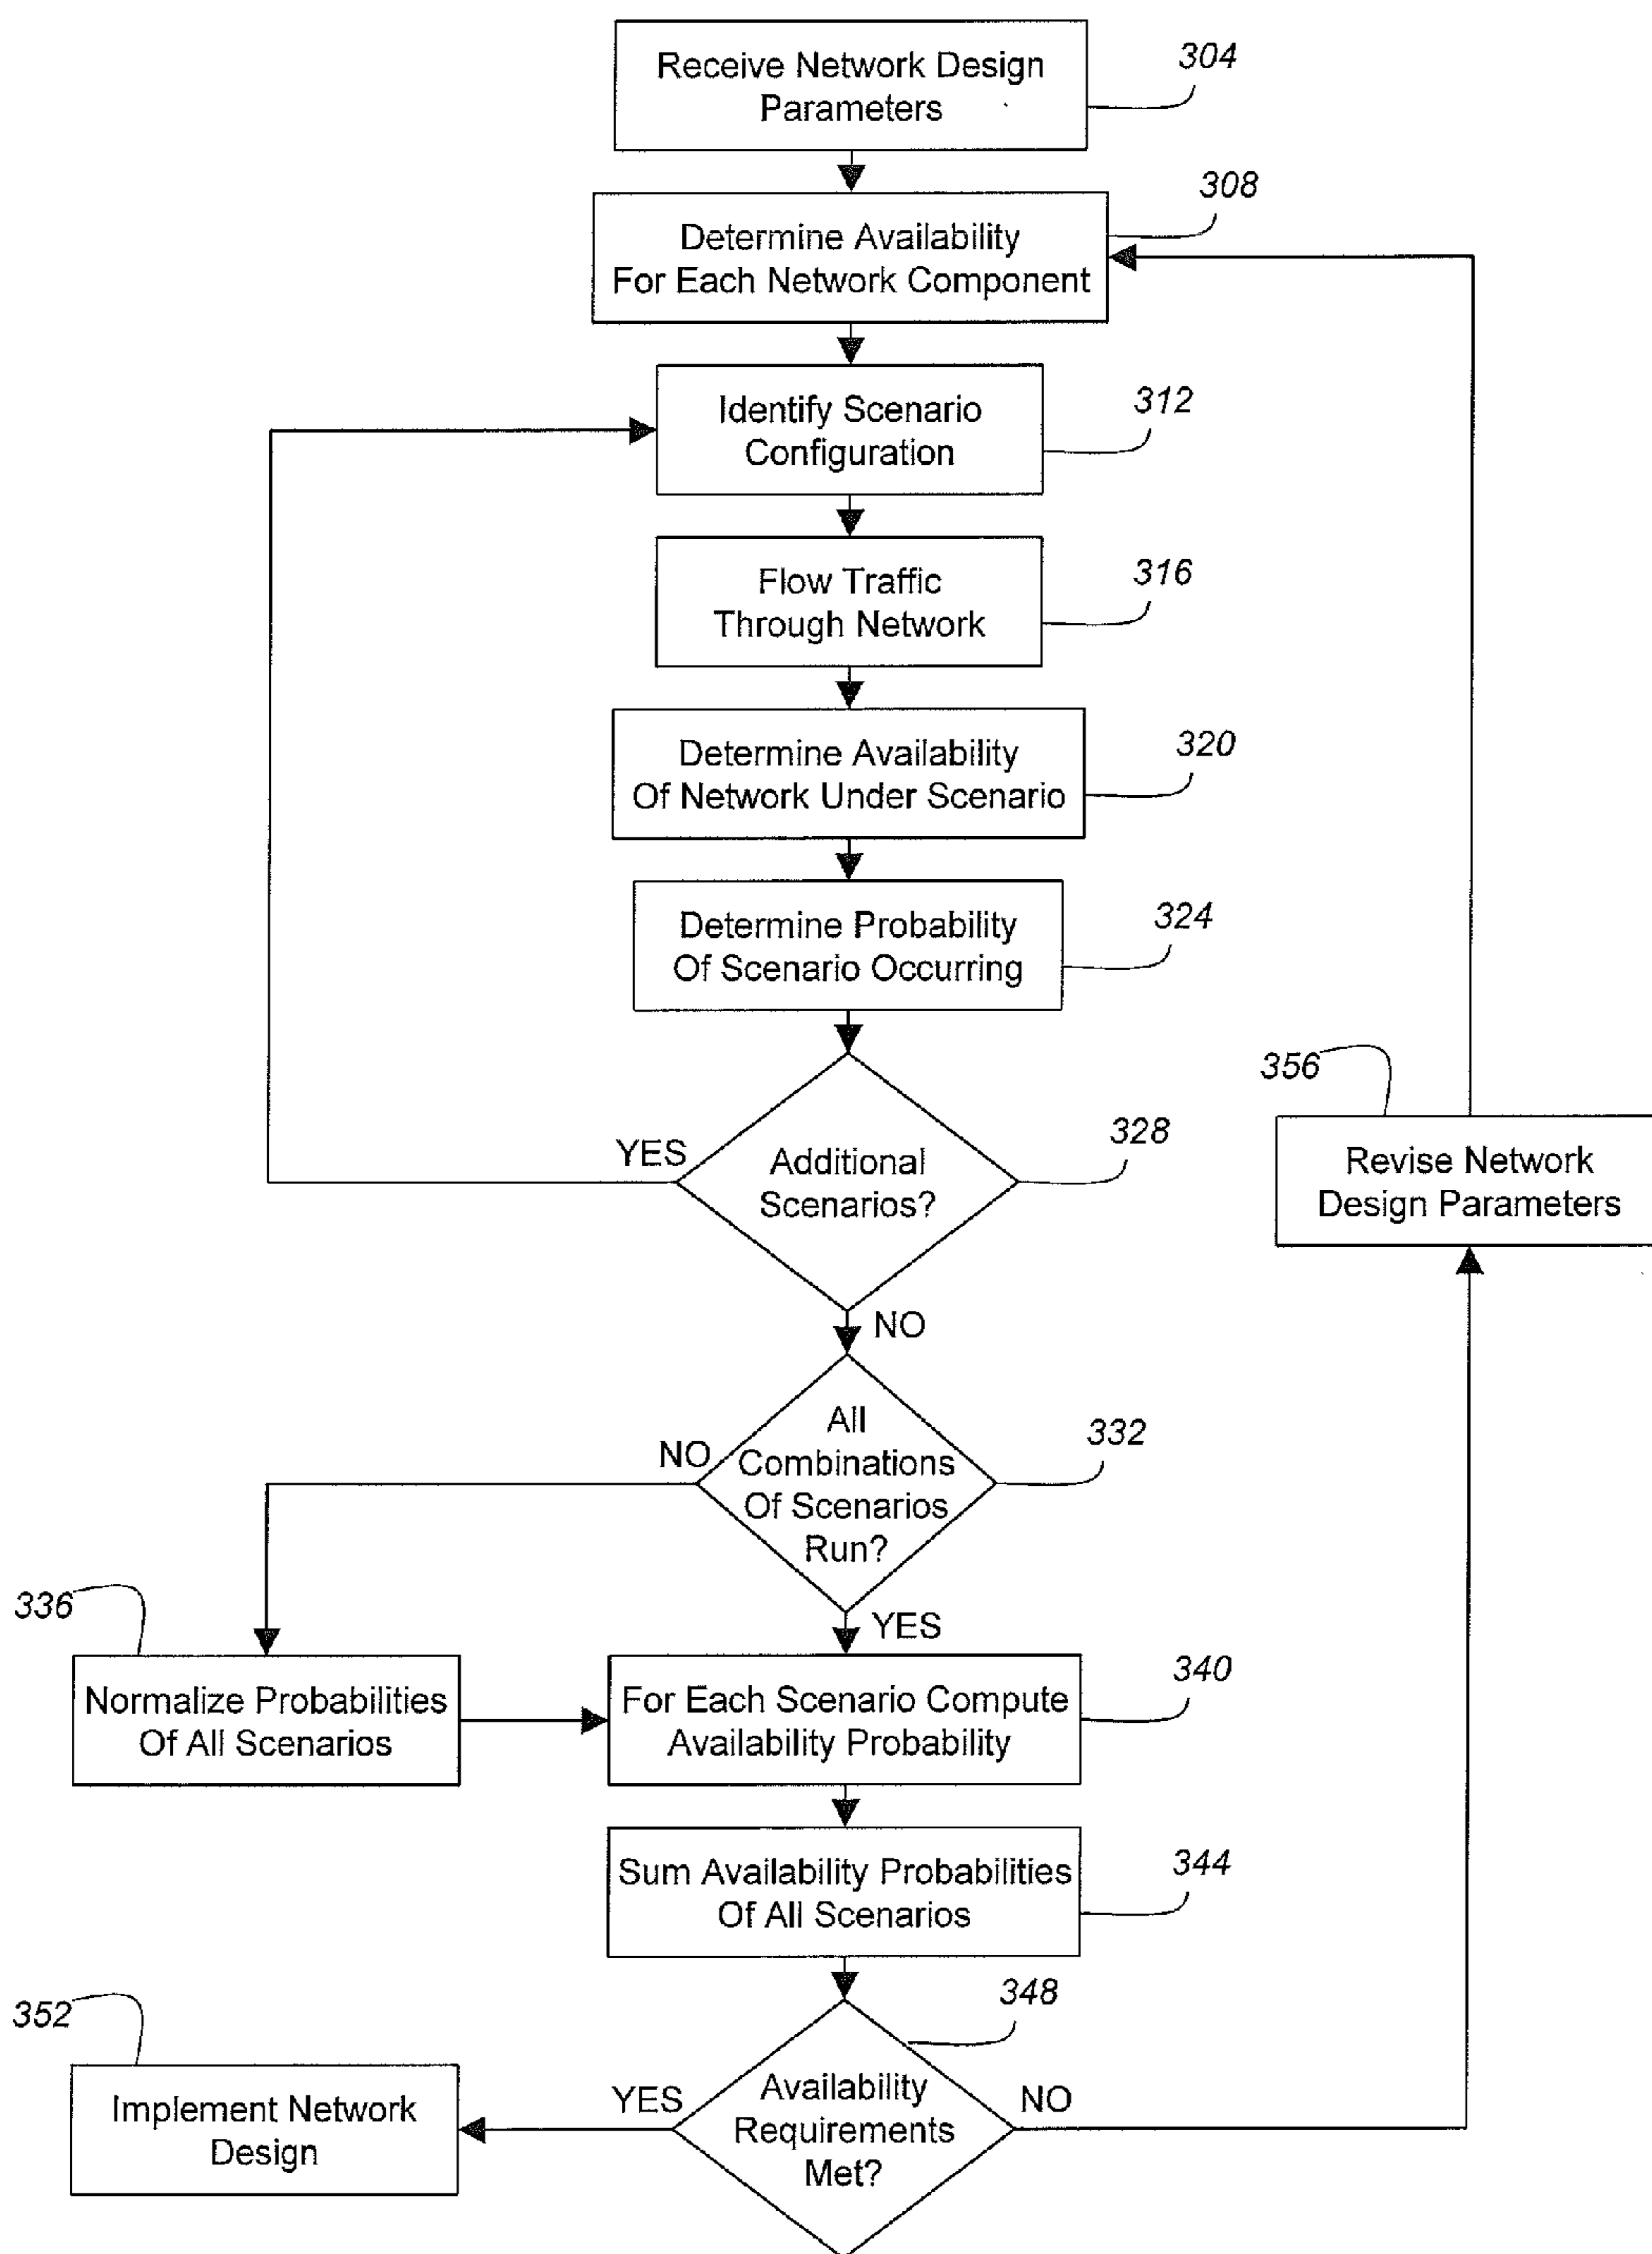 Receive Network Design
Parameters
304
Determine Availability
For Each Network Component
308
Identify Scenario
Configuration
312
Flow Traffic
Through Network
316
Determine Availability
Of Network Under Scenario
320
Determine Probability
Of Scenario Occurring
324
Additional
Scenarios?
328
YES
NO
356
Revise Network
Design Parameters
All
Combinations
Of Scenarios
Run?
332
NO
YES
336
Normalize Probabilities
Of All Scenarios
For Each Scenario Compute
Availability Probability
340
Sum Availability Probabilities
Of All Scenarios
344
348
Availability
Requirements
Met?
YES
NO
352
Implement Network
Design